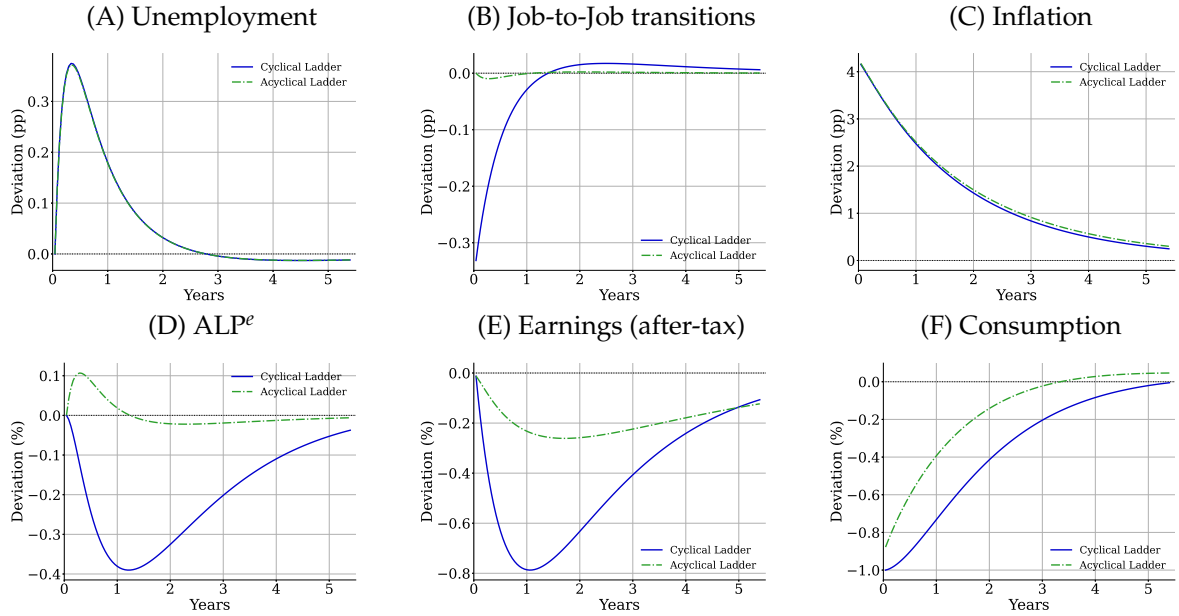 (A) Unemployment
Cyclical Ladder
Acyclical Ladder
0.3
0.2
0.1
0.0
Deviation (pp)
0 1 2 3 4 5
Years
(B) Job-to-Job transitions
0.0
−0.1
−0.2
−0.3
Deviation (pp)
Cyclical Ladder
Acyclical Ladder
0 1 2 3 4 5
Years
(C) Inflation
Cyclical Ladder
Acyclical Ladder
4
3
2
1
0
Deviation (pp)
0 1 2 3 4 5
Years
(D) ALPᵉ
Cyclical Ladder
Acyclical Ladder
0.1
0.0
−0.1
−0.2
−0.3
−0.4
Deviation (%)
0 1 2 3 4 5
Years
(E) Earnings (after-tax)
0.0
−0.2
−0.4
−0.6
−0.8
Deviation (%)
Cyclical Ladder
Acyclical Ladder
0 1 2 3 4 5
Years
(F) Consumption
0.0
−0.2
−0.4
−0.6
−0.8
−1.0
Deviation (%)
Cyclical Ladder
Acyclical Ladder
0 1 2 3 4 5
Years